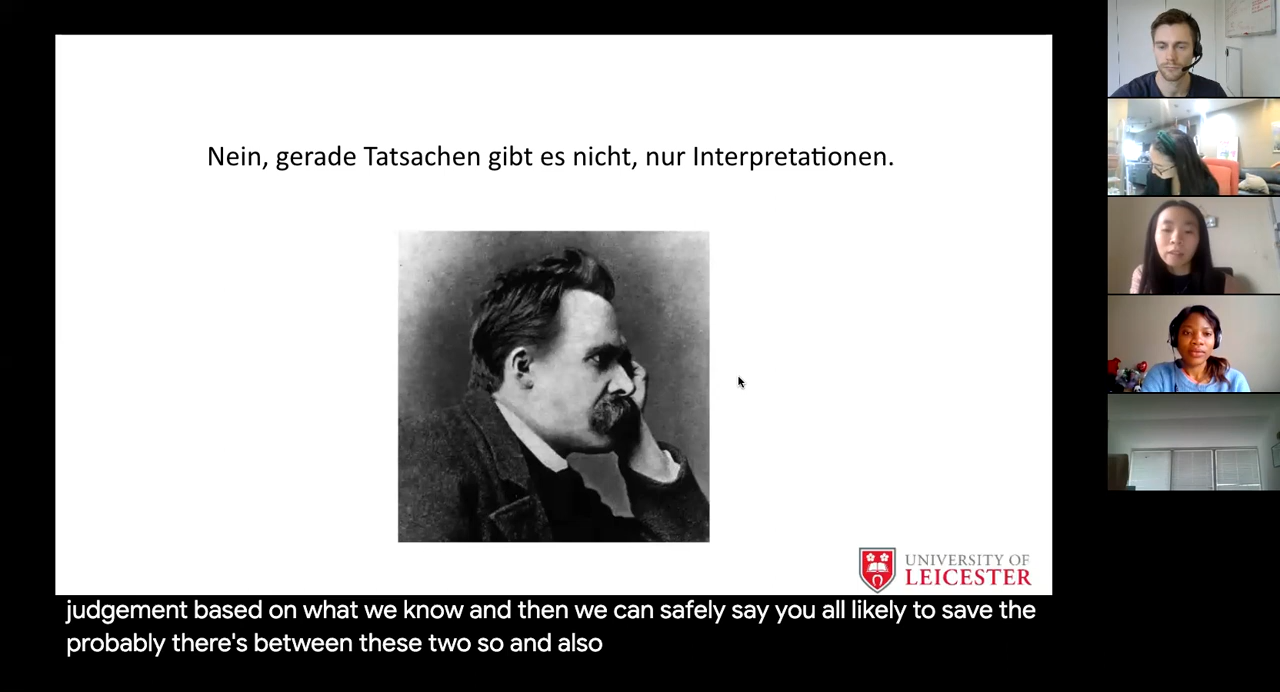 Nein, gerade Tatsachen gibt es nicht, nur Interpretationen.
UNIVERSITY OF
LEICESTER
judgement based on what we know and then we can safely say you all likely to save the
probably there's between these two so and also